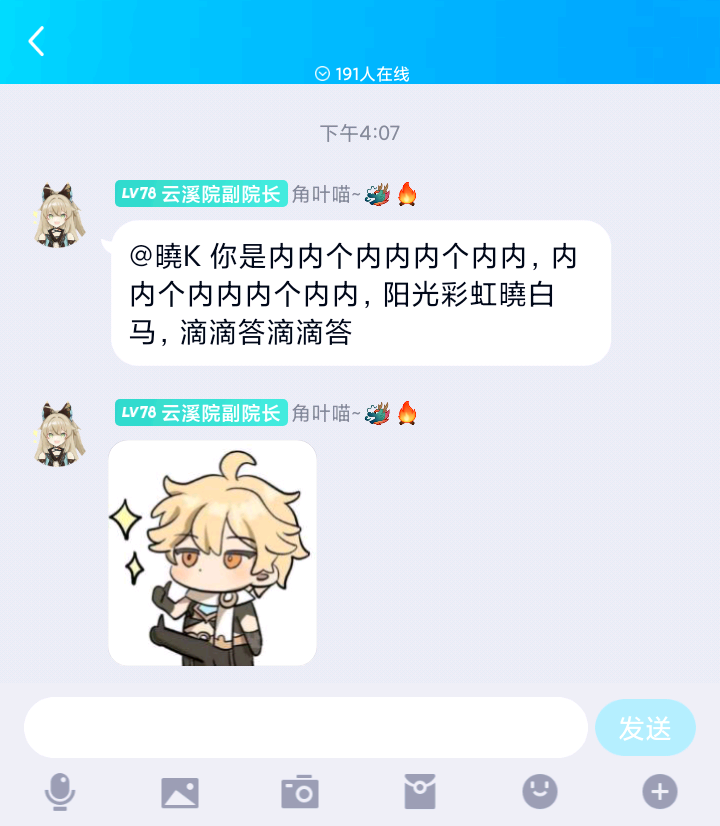 191人在线
下午4:07
LV78 云溪院副院长 角叶喵~
@曉K 你是内内个内内内个内内，内
内个内内内个内内，阳光彩虹曉白
马，滴滴答滴滴答
LV78 云溪院副院长 角叶喵~
发送